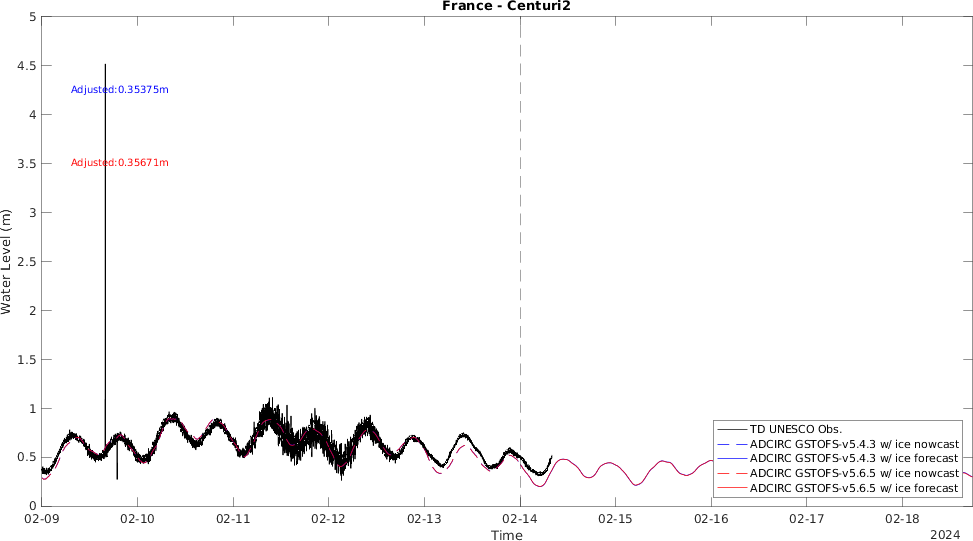 France - Centuri2
5
4.5
Adjusted:0.35375m
4
3.5
Adjusted:0.35671m
3
2.5
Water Level (m)
2
1.5
1
0.5
0
TD UNESCO Obs.
ADCIRC GSTOFS-v5.4.3 w/ ice nowcast
ADCIRC GSTOFS-v5.4.3 w/ ice forecast
ADCIRC GSTOFS-v5.6.5 w/ ice nowcast
ADCIRC GSTOFS-v5.6.5 w/ ice forecast
02-09 02-10 02-11 02-12 02-13 02-14 02-15 02-16 02-17 02-18
Time
2024